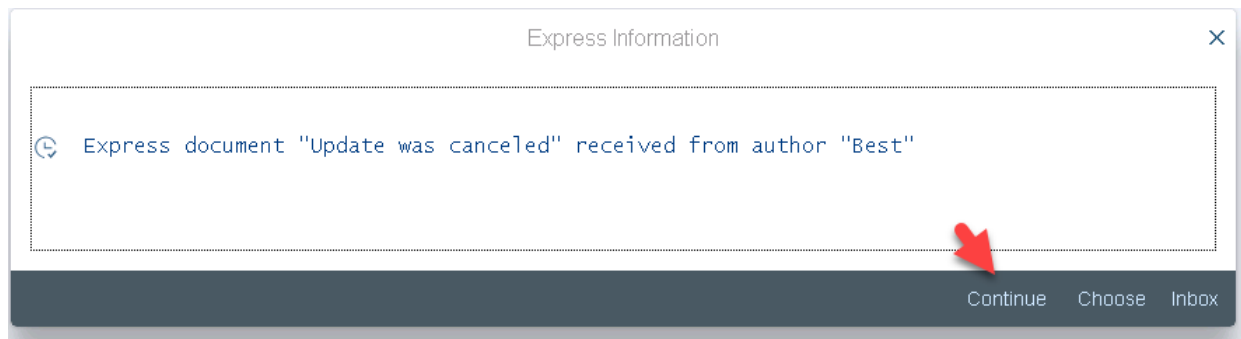 Express Information
Express document "Update was canceled" received from author "Best"
Continue Choose Inbox